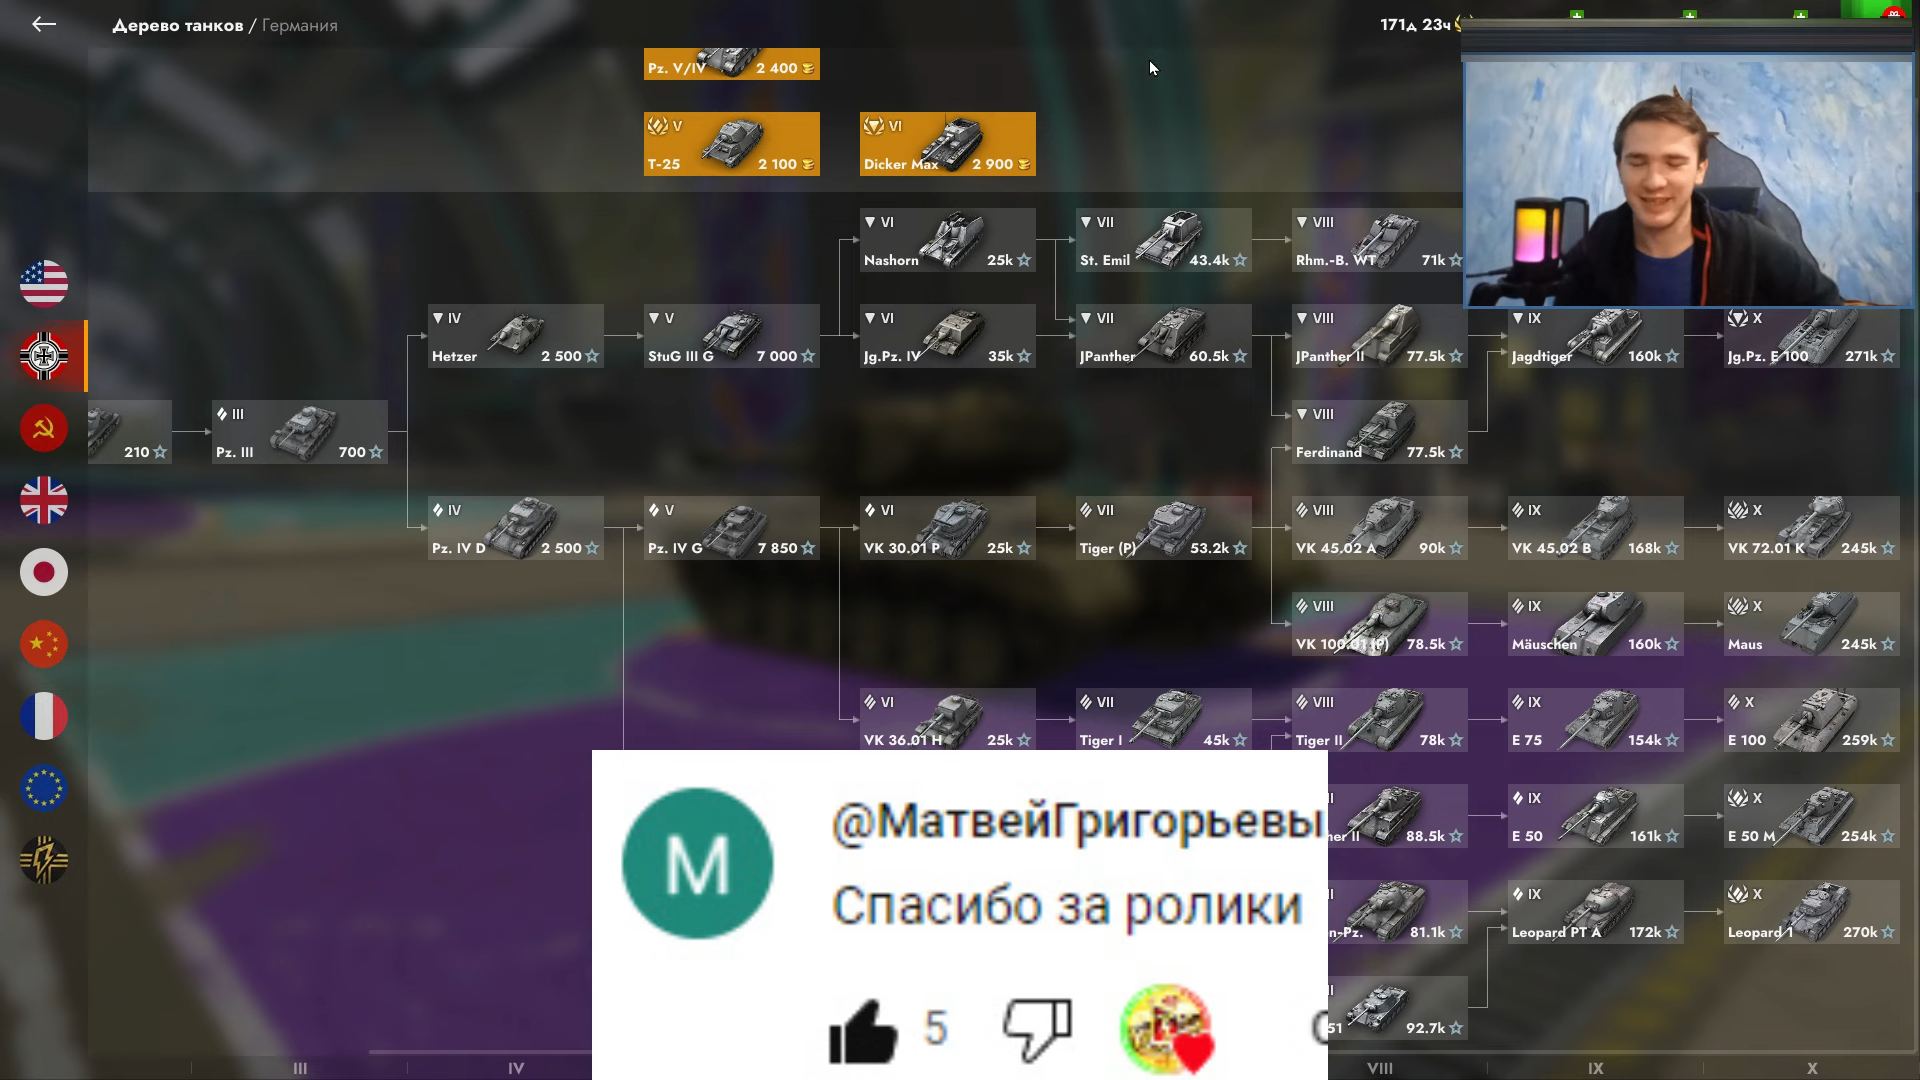 Дерево танков / Германия
171д 23ч
Pz. V/IV 2 400
V
T-25 2 100
VI
Dicker Max 2 900
VI
Nashorn 25k
VII
St. Emil 43.4k
VIII
Rhm.-B. WT 71k
IV
Hetzer 2 500
V
StuG III G 7 000
VI
Jg.Pz. IV 35k
VII
JPanther 60.5k
VIII
JPanther II 77.5k
IX
Jagdtiger 160k
X
Jg.Pz. E 100 271k
210
III
Pz. III 700
VIII
Ferdinand 77.5k
IV
Pz. IV D 2 500
V
Pz. IV G 7 850
VI
VK 30.01 P 25k
VII
Tiger (P) 53.2k
VIII
VK 45.02 A 90k
IX
VK 45.02 B 168k
X
VK 72.01 K 245k
VIII
VK 100.01 (P) 78.5k
IX
Mäuschen 160k
X
Maus 245k
VI
VK 36.01 H 25k
VII
Tiger I 45k
VIII
Tiger II 78k
IX
E 75 154k
X
E 100 259k
88.5k
IX
E 50 161k
X
E 50 M 254k
n-Pz. 81.1k
IX
Leopard PT A 172k
X
Leopard 1 270k
51 92.7k
M
@МатвейГригорьевы
Спасибо за ролики
5
III IV VIII IX X